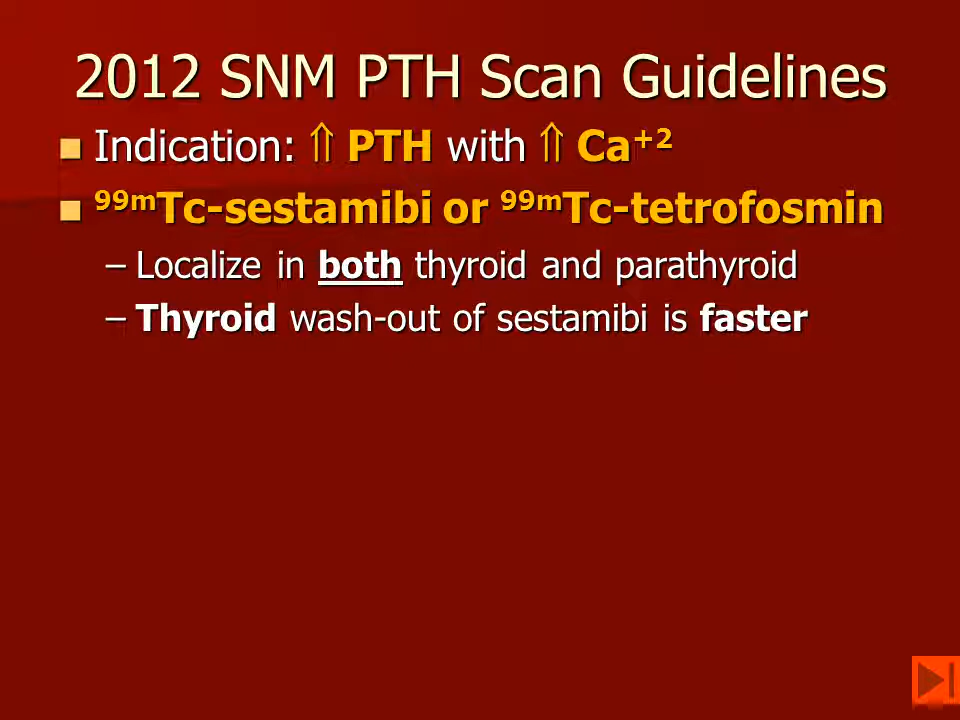 2012 SNM PTH Scan Guidelines
Indication: ⇑ PTH with ⇑ Ca⁺²
⁹⁹ᵐTc-sestamibi or ⁹⁹ᵐTc-tetrofosmin
– Localize in both thyroid and parathyroid
– Thyroid wash-out of sestamibi is faster